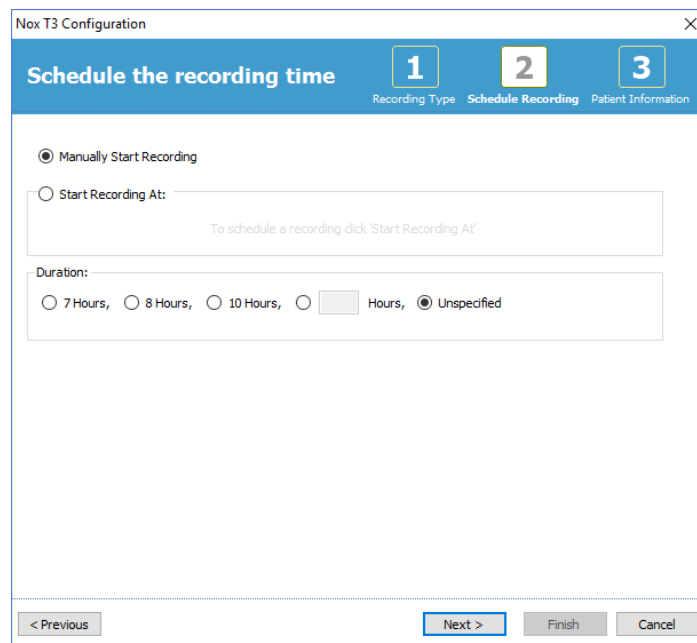 Nox T3 Configuration
Schedule the recording time
1 2 3
Recording Type Schedule Recording Patient Information
Manually Start Recording
Start Recording At:
To schedule a recording click 'Start Recording At'
Duration:
7 Hours, 8 Hours, 10 Hours, Hours, Unspecified
< Previous Next > Finish Cancel